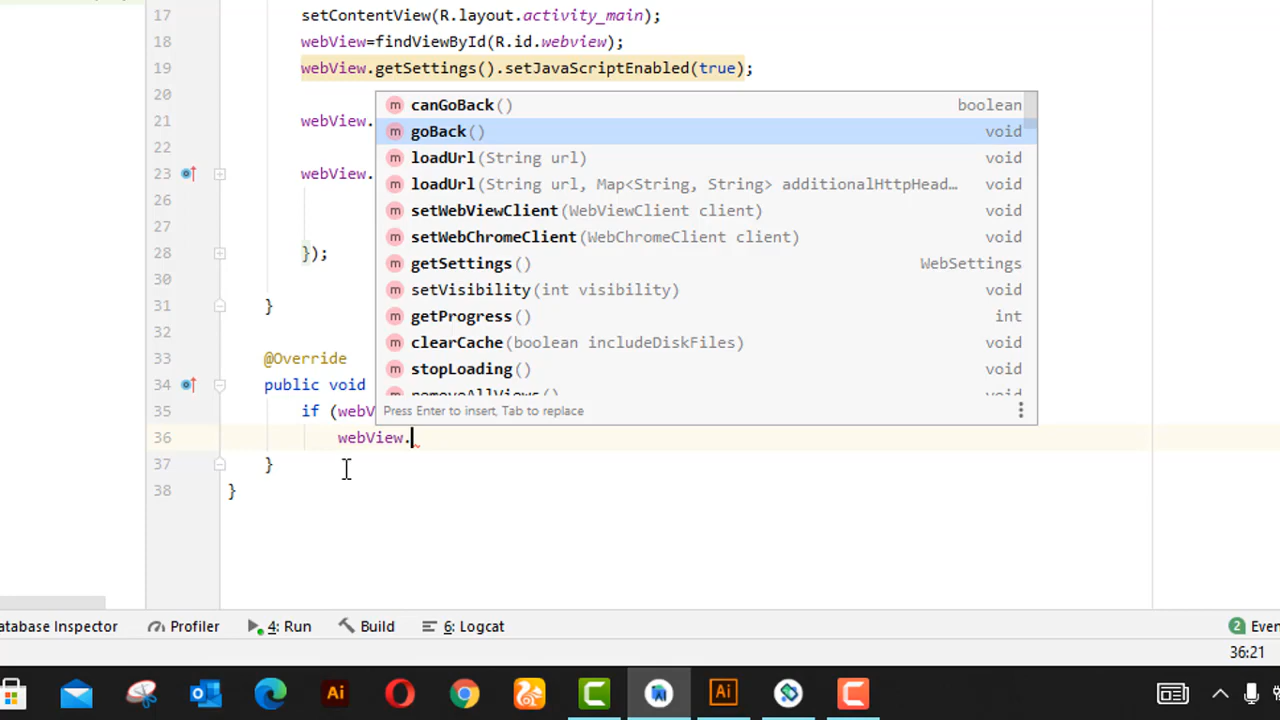 17 setContentView(R.layout.activity_main);
18 webView=findViewById(R.id.webview);
19 webView.getSettings().setJavaScriptEnabled(true);
20
21 webView.
22
23 webView.
26
27
28 });
30
31 }
32
33 @Override
34 public void
35 if (webV
36 webView.
37 }
38 }
m canGoBack() boolean
m goBack() void
m loadUrl(String url) void
m loadUrl(String url, Map<String, String> additionalHttpHead… void
m setWebViewClient(WebViewClient client) void
m setWebChromeClient(WebChromeClient client) void
m getSettings() WebSettings
m setVisibility(int visibility) void
m getProgress() int
m clearCache(boolean includeDiskFiles) void
m stopLoading() void
Press Enter to insert, Tab to replace
atabase Inspector Profiler 4: Run Build 6: Logcat 2 Even
36:21
Ai Ai